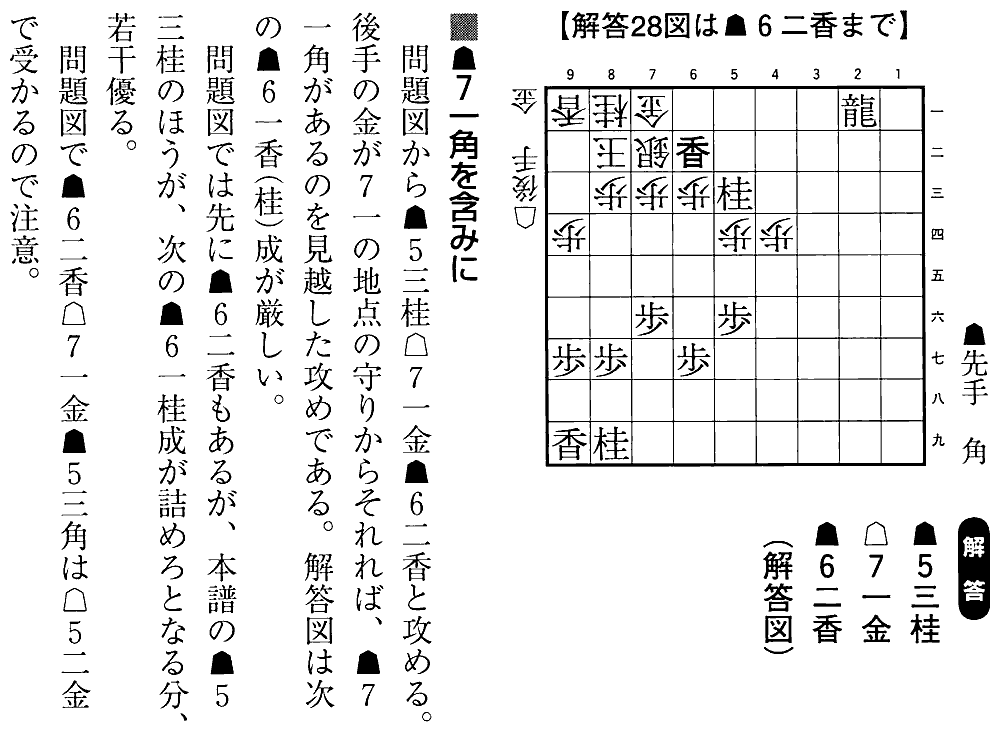 【解答28図は☗6二香まで】
9 8 7 6 5 4 3 2 1
香 桂 金 龍 一
王 銀 香 二
歩 歩 歩 桂 三
歩 歩 歩 四
五
歩 歩 六
歩 歩 歩 七
八
香 桂 九
☖後手 金
☗先手 角
解答
☗5三桂
☖7一金
☗6二香
(解答図)
■☗7一角を含みに
問題図から☗5三桂☖7一金☗6二香と攻める。
後手の金が7一の地点の守りからそれれば、☗7
一角があるのを見越した攻めである。解答図は次
の☗6一香(桂)成が厳しい。
問題図では先に☗6二香もあるが、本譜の☗5
三桂のほうが、次の☗6一桂成が詰めろとなる分、
若干優る。
問題図で☗6二香☖7一金☗5三角は☖5二金
で受かるので注意。